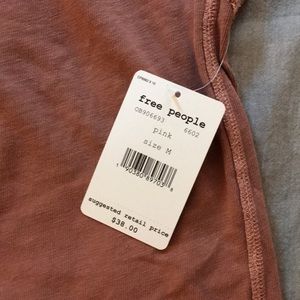 free people
OB906693 6602
pink
size M
suggested retail price
$38.00